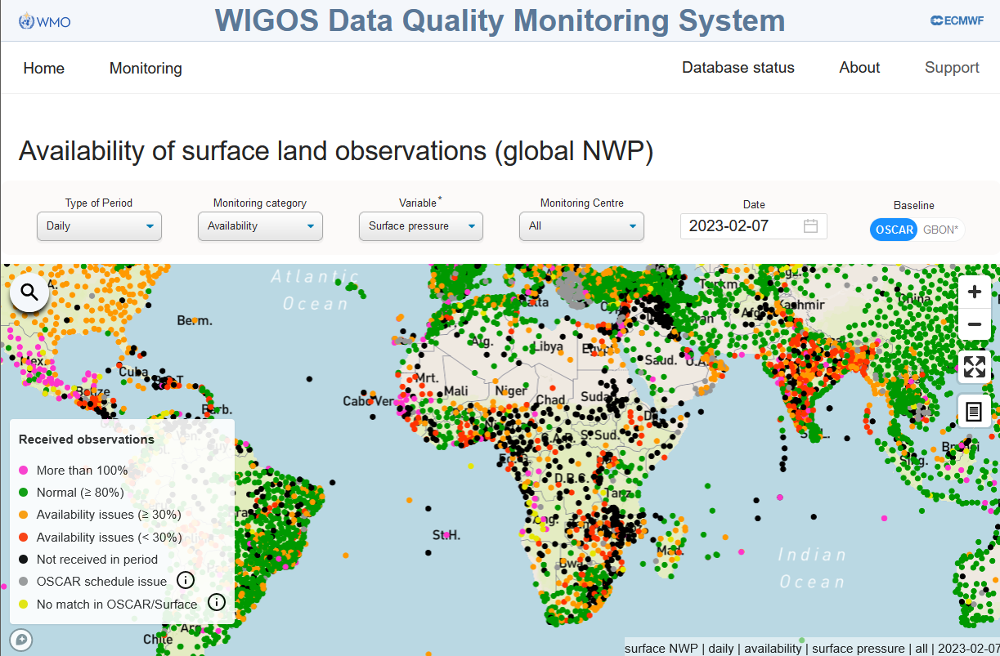 WMO
WIGOS Data Quality Monitoring System
ECMWF
Home
Monitoring
Database status
About
Support
Availability of surface land observations (global NWP)
Type of Period
Monitoring category
Variable*
Monitoring Centre
Date
Baseline
Daily
Availability
Surface pressure
All
2023-02-07
OSCAR
GBON*
Atlantic
Ocean
Berm.
Turkm.
Kashmir
China
Alg.
Libya
Saud.
Cuba
Mrt.
Mali
Niger
Chad
Cabo Ver
Barb.
S. Sud.
D.R.C.
Tanz.
Sing.
St.H.
Bwa.
Indian
Ocean
Arg.
Chile
Received observations
More than 100%
Normal (≥ 80%)
Availability issues (≥ 30%)
Availability issues (< 30%)
Not received in period
OSCAR schedule issue
No match in OSCAR/Surface
surface NWP | daily | availability | surface pressure | all | 2023-02-07